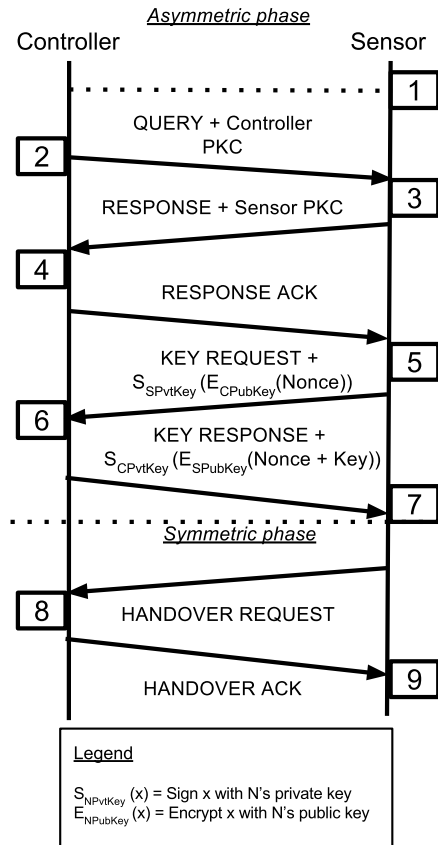 Asymmetric phase
Controller
Sensor
1
QUERY + Controller
PKC
2
3
RESPONSE + Sensor PKC
4
RESPONSE ACK
5
KEY REQUEST +
S_SPvtKey (E_CPubKey(Nonce))
6
KEY RESPONSE +
S_CPvtKey (E_SPubKey(Nonce + Key))
7
Symmetric phase
8
HANDOVER REQUEST
9
HANDOVER ACK
Legend
S_NPvtKey (x) = Sign x with N's private key
E_NPubKey (x) = Encrypt x with N's public key